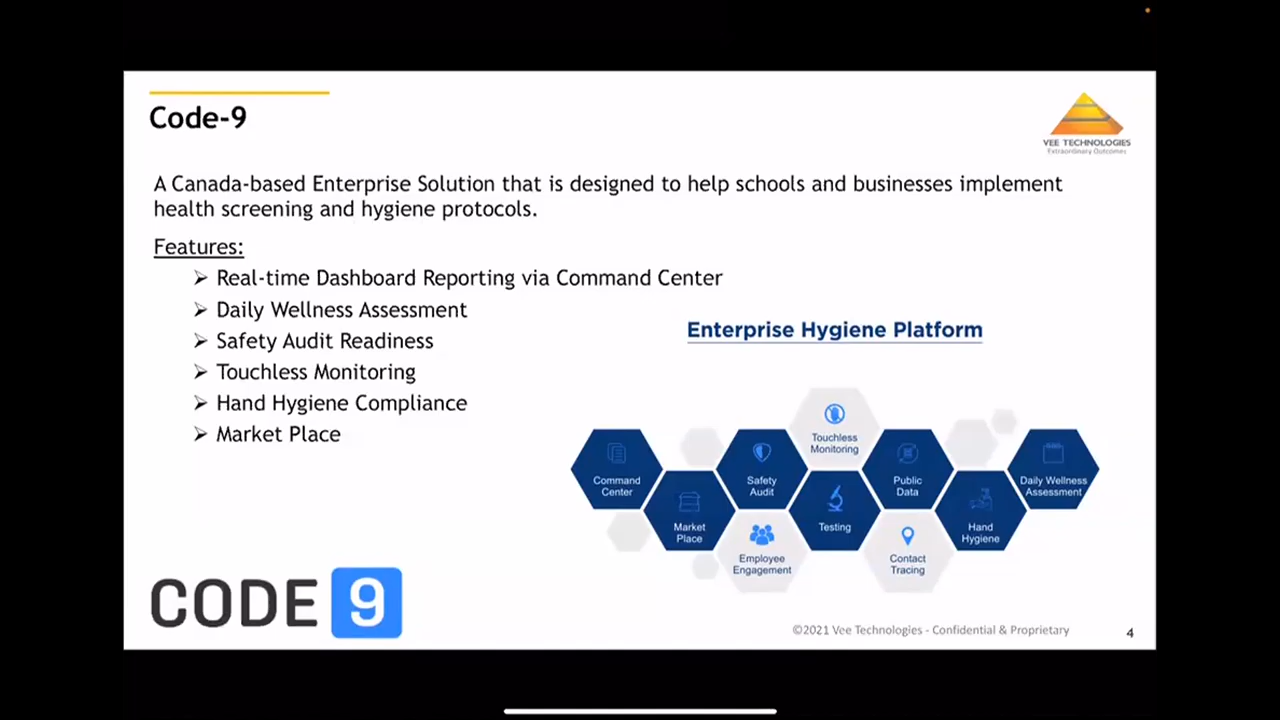 Code-9
VEE TECHNOLOGIES
Extraordinary Outcomes
A Canada-based Enterprise Solution that is designed to help schools and businesses implement
health screening and hygiene protocols.
Features:
➢ Real-time Dashboard Reporting via Command Center
➢ Daily Wellness Assessment
➢ Safety Audit Readiness
➢ Touchless Monitoring
➢ Hand Hygiene Compliance
➢ Market Place
Enterprise Hygiene Platform
Touchless
Monitoring
Command
Center
Safety
Audit
Public
Data
Daily Wellness
Assessment
Market
Place
Testing
Hand
Hygiene
Employee
Engagement
Contact
Tracing
CODE 9
©2021 Vee Technologies - Confidential & Proprietary
4